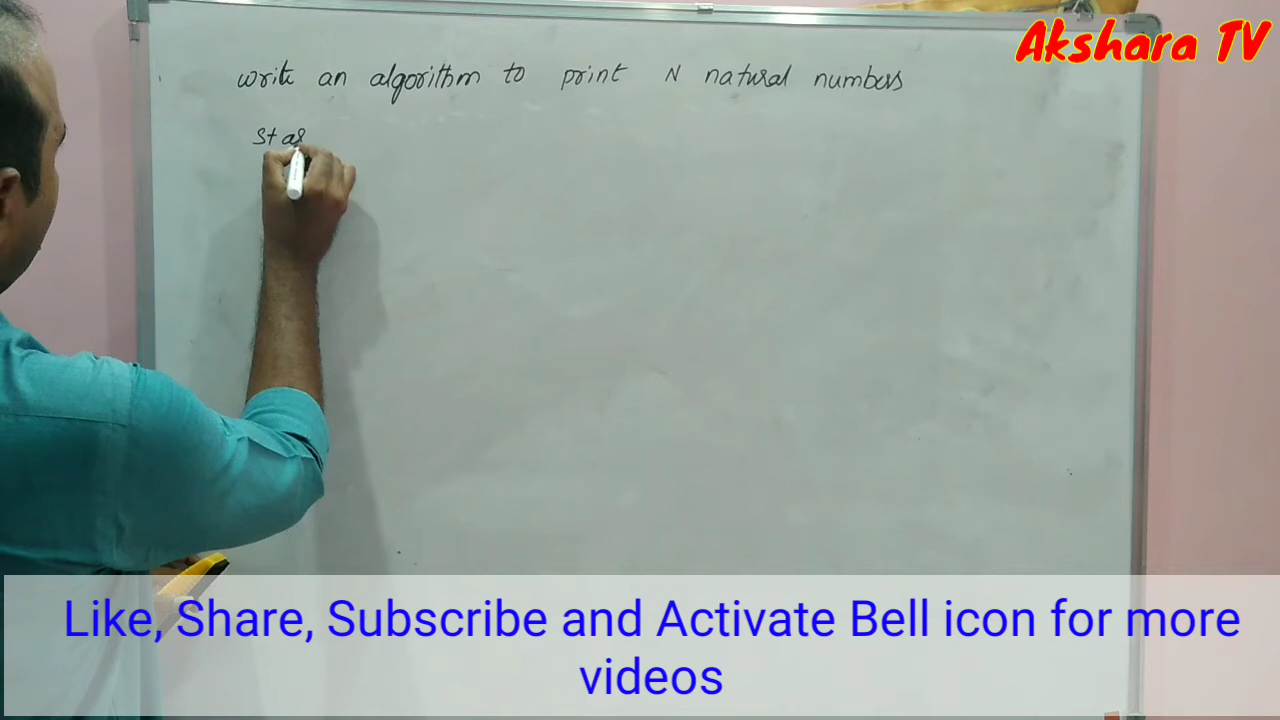 Akshara TV
write an algorithm to print N natural numbers
star
Like, Share, Subscribe and Activate Bell icon for more
videos